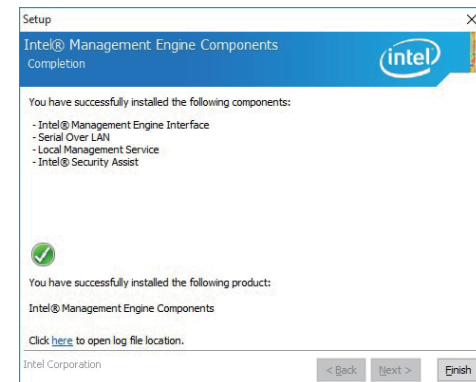 Setup
Intel® Management Engine Components
Completion
intel
You have successfully installed the following components:
- Intel® Management Engine Interface
- Serial Over LAN
- Local Management Service
- Intel® Security Assist
You have successfully installed the following product:
Intel® Management Engine Components
Click here to open log file location.
Intel Corporation
< Back Next > Finish